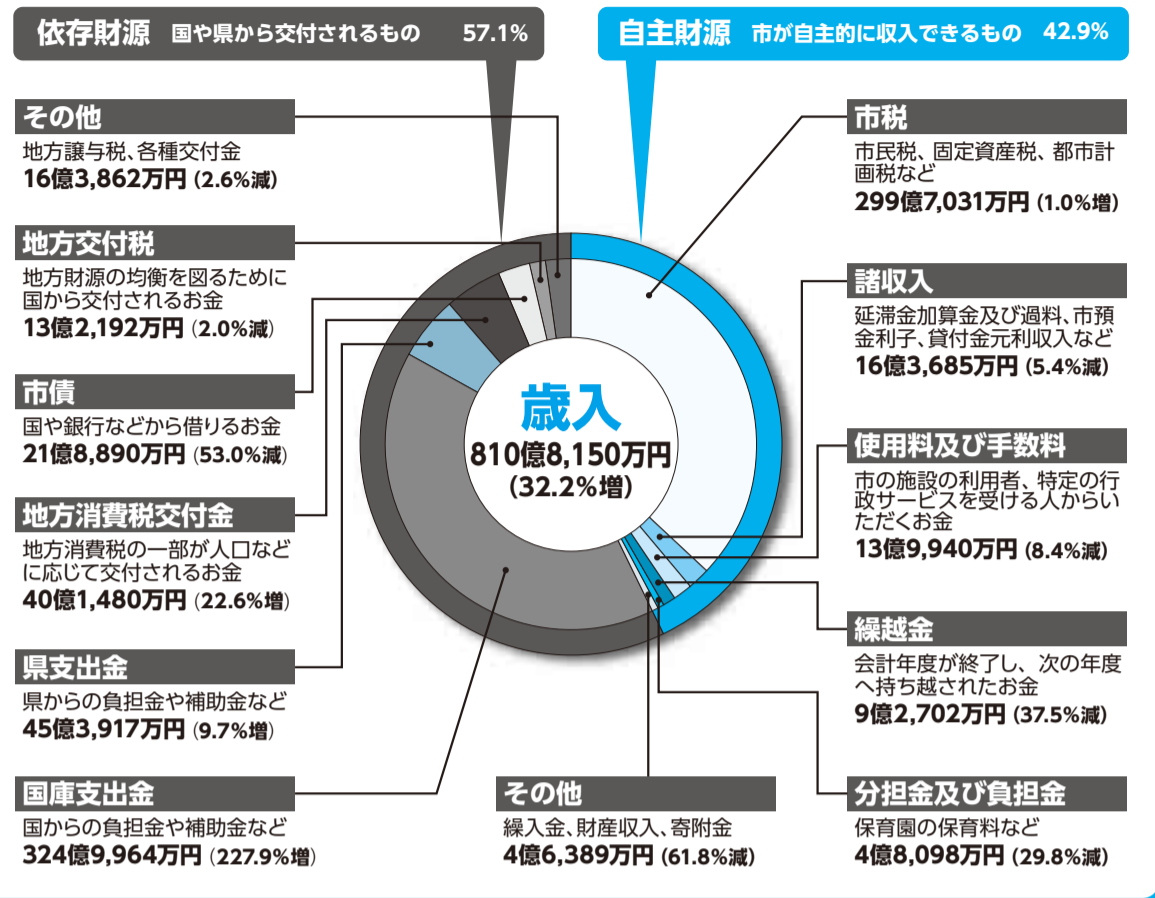 依存財源 国や県から交付されるもの 57.1%
自主財源 市が自主的に収入できるもの 42.9%
その他
地方譲与税、各種交付金
16億3,862万円 (2.6%減)
地方交付税
地方財源の均衡を図るために
国から交付されるお金
13億2,192万円 (2.0%減)
市債
国や銀行などから借りるお金
21億8,890万円 (53.0%減)
地方消費税交付金
地方消費税の一部が人口など
に応じて交付されるお金
40億1,480万円 (22.6%増)
県支出金
県からの負担金や補助金など
45億3,917万円 (9.7%増)
国庫支出金
国からの負担金や補助金など
324億9,964万円 (227.9%増)
歳入
810億8,150万円
(32.2%増)
市税
市民税、固定資産税、都市計
画税など
299億7,031万円 (1.0%増)
諸収入
延滞金加算金及び過料、市預
金利子、貸付金元利収入など
16億3,685万円 (5.4%減)
使用料及び手数料
市の施設の利用者、特定の行
政サービスを受ける人からい
ただくお金
13億9,940万円 (8.4%減)
繰越金
会計年度が終了し、次の年度
へ持ち越されたお金
9億2,702万円 (37.5%減)
分担金及び負担金
保育園の保育料など
4億8,098万円 (29.8%減)
その他
繰入金、財産収入、寄附金
4億6,389万円 (61.8%減)